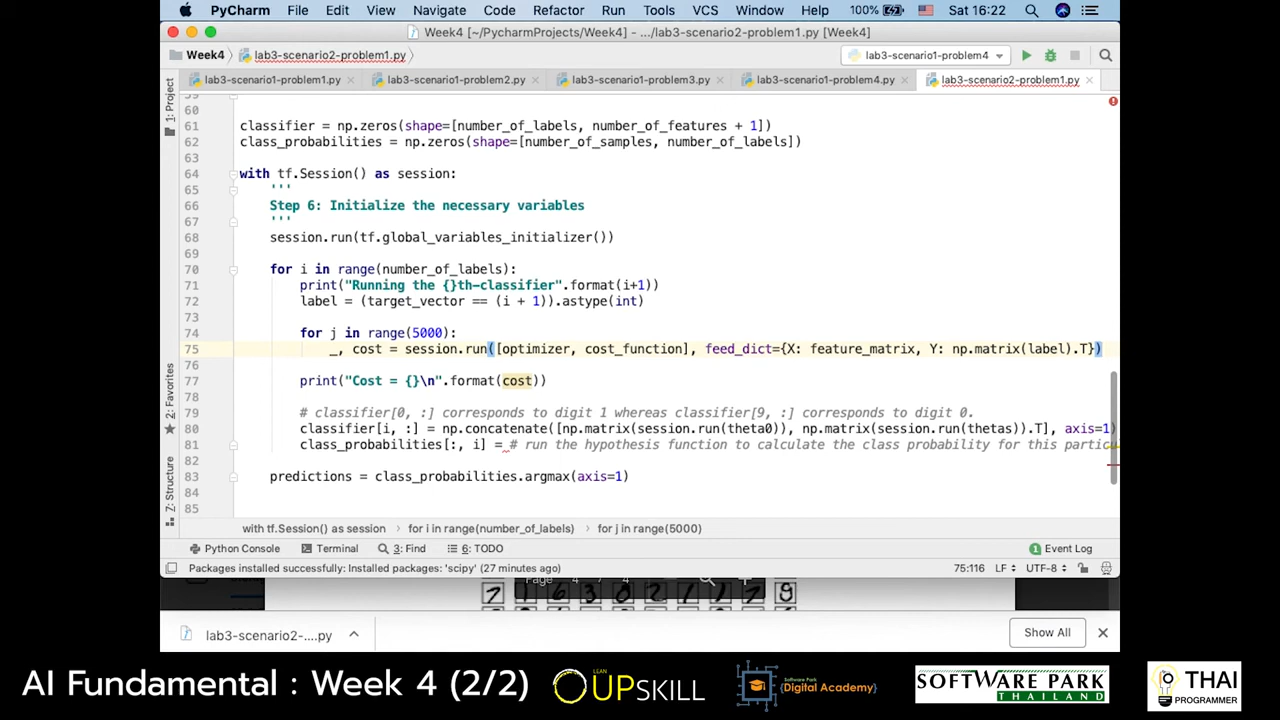 PyCharm File Edit View Navigate Code Refactor Run Tools VCS Window Help 100% Sat 16:22
Week4 [~/PycharmProjects/Week4] - .../lab3-scenario2-problem1.py [Week4]
Week4 lab3-scenario2-problem1.py lab3-scenario1-problem4
lab3-scenario1-problem1.py lab3-scenario1-problem2.py lab3-scenario1-problem3.py lab3-scenario1-problem4.py lab3-scenario2-problem1.py
1: Project
2: Favorites
7: Structure
59
60
61 classifier = np.zeros(shape=[number_of_labels, number_of_features + 1])
62 class_probabilities = np.zeros(shape=[number_of_samples, number_of_labels])
63
64 with tf.Session() as session:
65 '''
66 Step 6: Initialize the necessary variables
67 '''
68 session.run(tf.global_variables_initializer())
69
70 for i in range(number_of_labels):
71 print("Running the {}th-classifier".format(i+1))
72 label = (target_vector == (i + 1)).astype(int)
73
74 for j in range(5000):
75 _, cost = session.run([optimizer, cost_function], feed_dict={X: feature_matrix, Y: np.matrix(label).T})
76
77 print("Cost = {}\n".format(cost))
78
79 # classifier[0, :] corresponds to digit 1 whereas classifier[9, :] corresponds to digit 0.
80 classifier[i, :] = np.concatenate([np.matrix(session.run(theta0)), np.matrix(session.run(thetas)).T], axis=1)
81 class_probabilities[:, i] = # run the hypothesis function to calculate the class probability for this particu
82
83 predictions = class_probabilities.argmax(axis=1)
84
85
with tf.Session() as session for i in range(number_of_labels) for j in range(5000)
Python Console Terminal 3: Find 6: TODO 1 Event Log
Packages installed successfully: Installed packages: 'scipy' (27 minutes ago) 75:116 LF UTF-8
Page 4 / 4
lab3-scenario2-....py Show All
AI Fundamental : Week 4 (2/2)
LEAN
UPSKILL
Software Park
{Digital Academy}
SOFTWARE PARK
THAILAND
THAI
PROGRAMMER